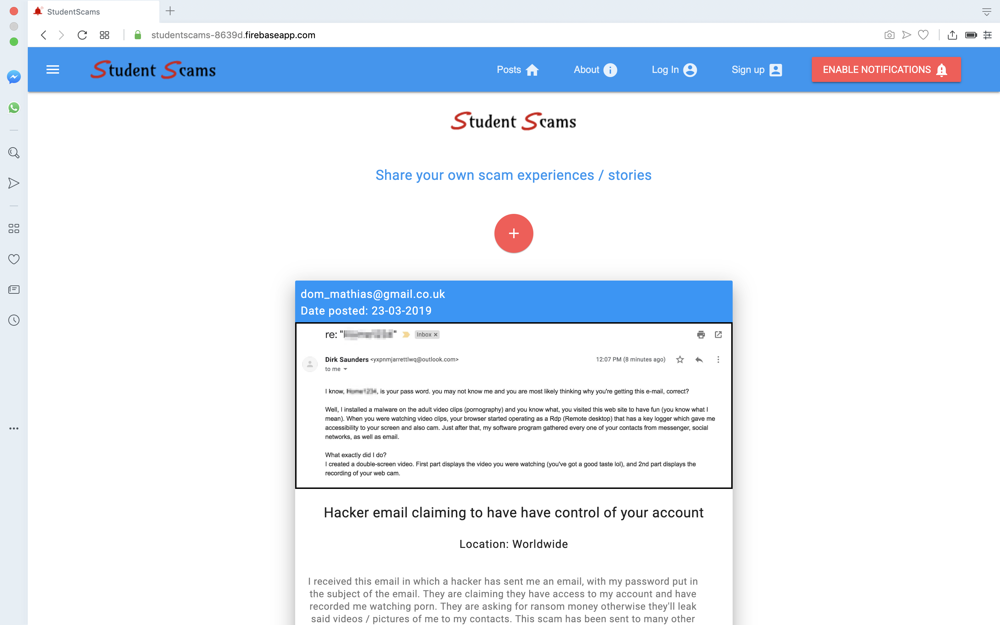 StudentScams
studentscams-8639d.firebaseapp.com
Student Scams
Posts
About
Log In
Sign up
ENABLE NOTIFICATIONS
Student Scams
Share your own scam experiences / stories
dom_mathias@gmail.co.uk
Date posted: 23-03-2019
re: " "
Inbox x
Dirk Saunders <yxpnmjarrettlwq@outlook.com>
12:07 PM (8 minutes ago)
to me
I know, , is your pass word. you may not know me and you are most likely thinking why you're getting this e-mail, correct?
Well, I installed a malware on the adult video clips (pornography) and you know what, you visited this web site to have fun (you know what I
mean). When you were watching video clips, your browser started operating as a Rdp (Remote desktop) that has a key logger which gave me
accessibility to your screen and also cam. Just after that, my software program gathered every one of your contacts from messenger, social
networks, as well as email.
What exactly did I do?
I created a double-screen video. First part displays the video you were watching (you've got a good taste lol), and 2nd part displays the
recording of your web cam.
Hacker email claiming to have have control of your account
Location: Worldwide
I received this email in which a hacker has sent me an email, with my password put in
the subject of the email. They are claiming they have access to my account and have
recorded me watching porn. They are asking for ransom money otherwise they'll leak
said videos / pictures of me to my contacts. This scam has been sent to many other